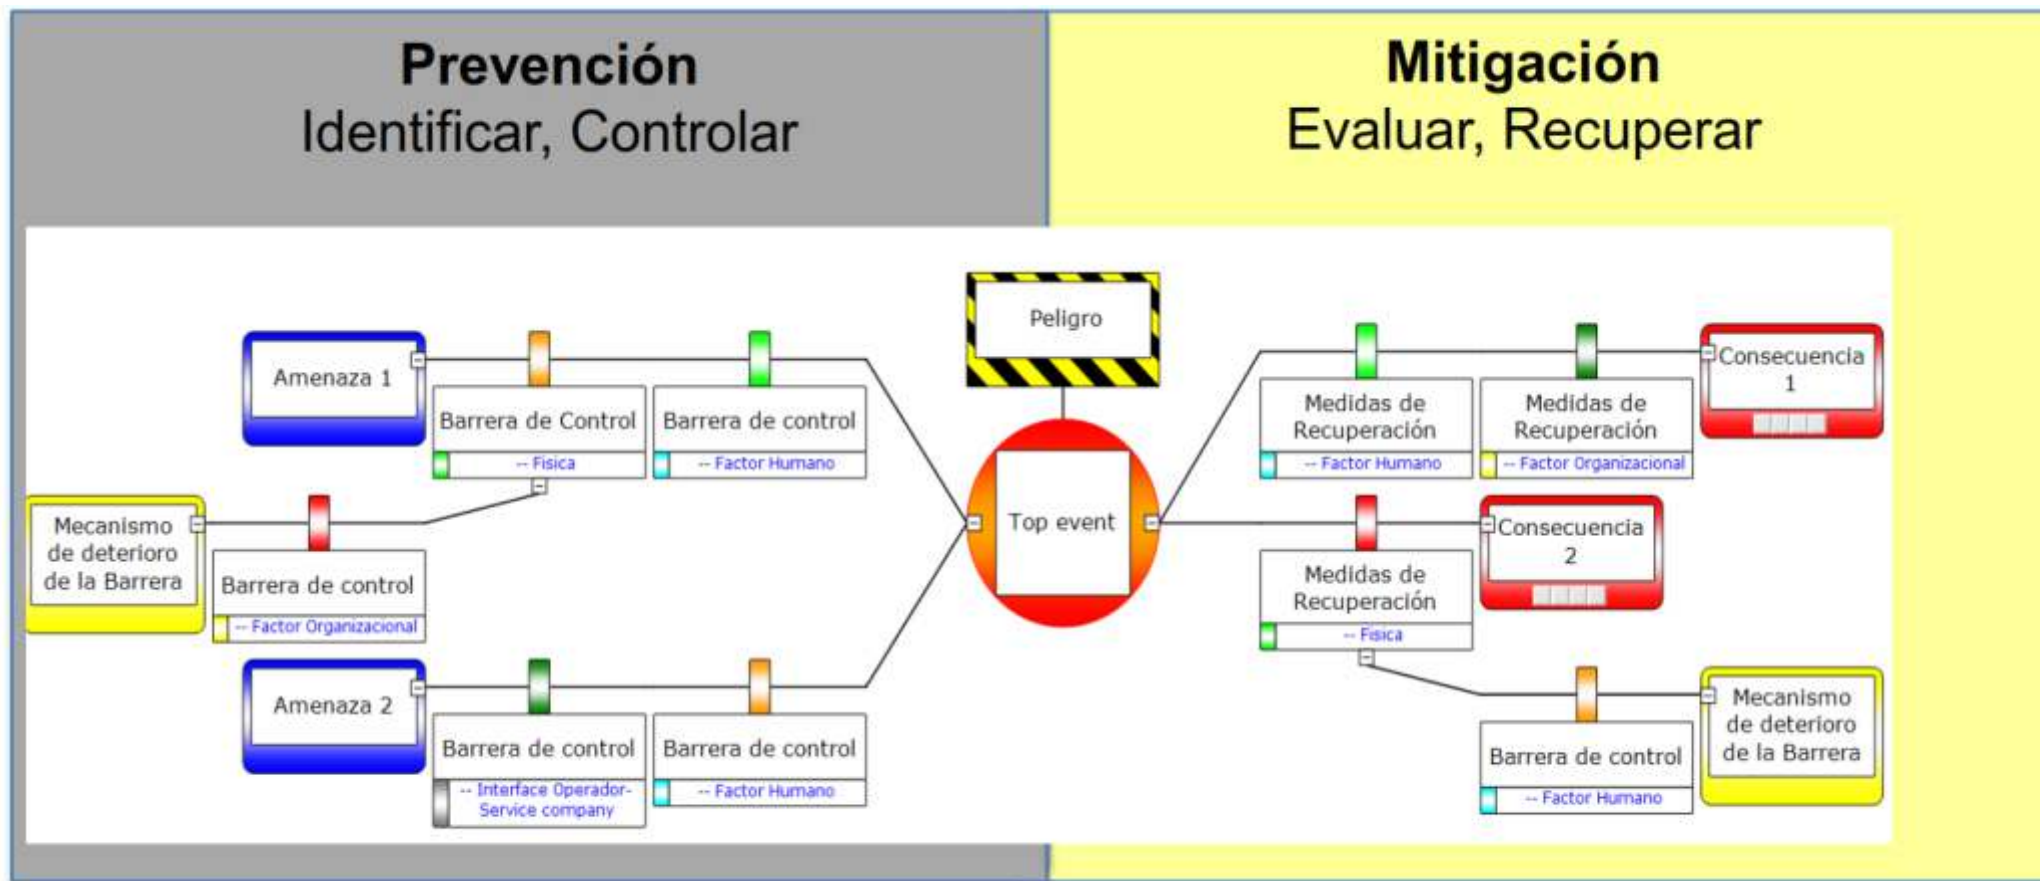 Prevención
Identificar, Controlar
Mitigación
Evaluar, Recuperar
Peligro
Top event
Amenaza 1
Barrera de Control
-- Fisica
Barrera de control
-- Factor Humano
Mecanismo
de deterioro
de la Barrera
Barrera de control
-- Factor Organizacional
Amenaza 2
Barrera de control
-- Interface Operador-
Service company
Barrera de control
-- Factor Humano
Medidas de
Recuperación
-- Factor Humano
Medidas de
Recuperación
-- Factor Organizacional
Consecuencia
1
Medidas de
Recuperación
-- Fisica
Consecuencia
2
Barrera de control
-- Factor Humano
Mecanismo
de deterioro
de la Barrera